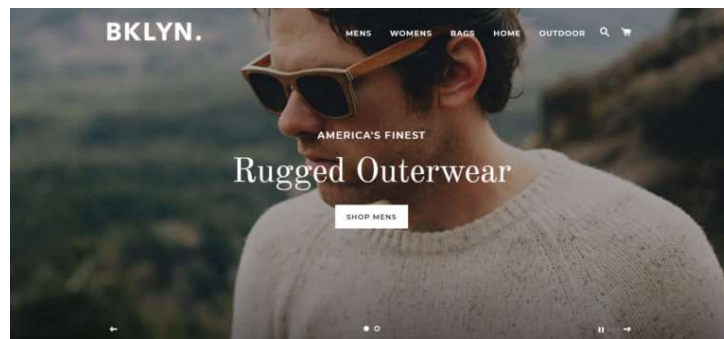 BKLYN.
MENS WOMENS BAGS HOME OUTDOOR
AMERICA'S FINEST
Rugged Outerwear
SHOP MENS